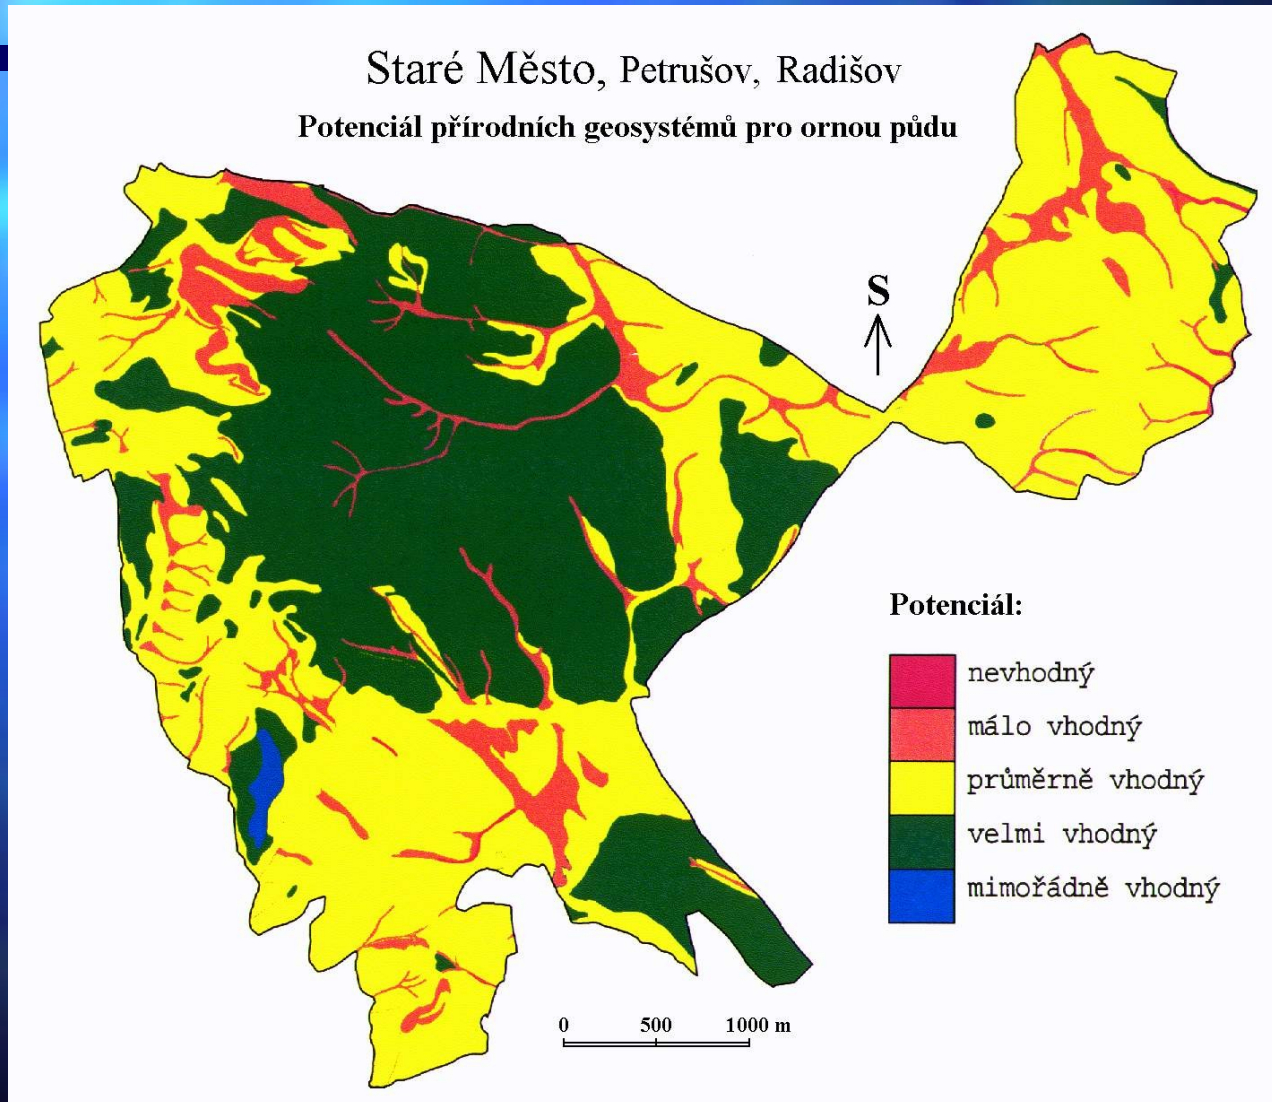 Staré Město, Petrušov, Radišov
Potenciál přírodních geosystémů pro ornou půdu
S
Potenciál:
nevhodný
málo vhodný
průměrně vhodný
velmi vhodný
mimořádně vhodný
0 500 1000 m